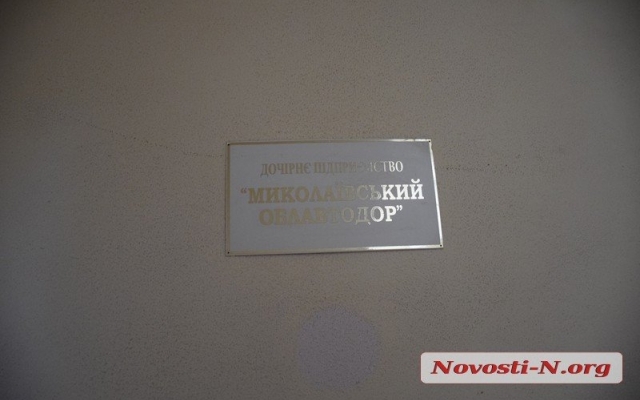 ДОЧІРНЄ ПІДПРИЄМСТВО
“МИКОЛАЇВСЬКИЙ
ОБЛАВТОДОР”
Novosti-N.org